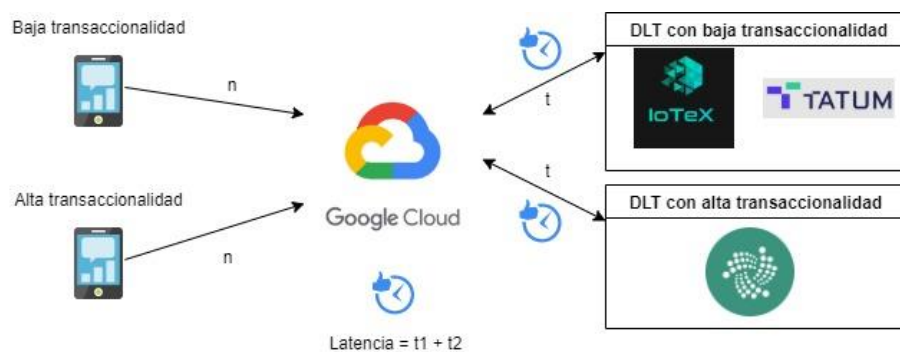 Baja transaccionalidad
n
Alta transaccionalidad
n
Google Cloud
Latencia = t1 + t2
t
t
DLT con baja transaccionalidad
IoTeX
TATUM
DLT con alta transaccionalidad